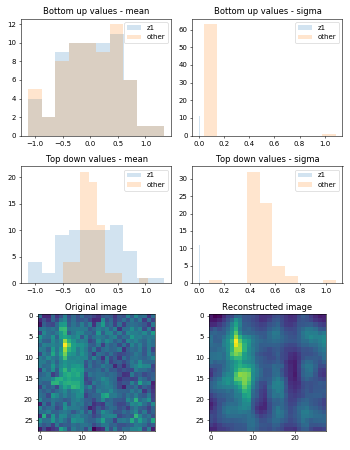 Bottom up values - mean
Bottom up values - sigma
12
10
8
6
4
2
0
z1
other
−1.0 −0.5 0.0 0.5 1.0
60
50
40
30
20
10
0
z1
other
0.0 0.2 0.4 0.6 0.8 1.0
Top down values - mean
Top down values - sigma
20
15
10
5
0
z1
other
−1.0 −0.5 0.0 0.5 1.0
30
25
20
15
10
5
0
z1
other
0.0 0.2 0.4 0.6 0.8 1.0
Original image
Reconstructed image
0
5
10
15
20
25
0 10 20
0
5
10
15
20
25
0 10 20